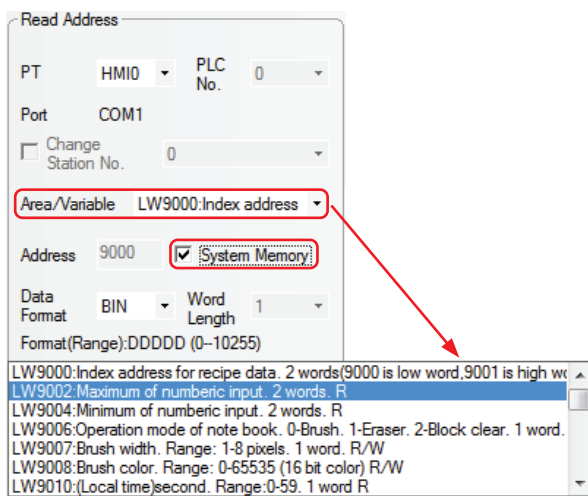 Read Address
PT HMI0 PLC No. 0
Port COM1
Change Station No. 0
Area/Variable LW9000:Index address
Address 9000 System Memory
Data Format BIN Word Length 1
Format(Range):DDDDD (0--10255)
LW9000:Index address for recipe data. 2 words(9000 is low word,9001 is high wo
LW9002:Maximum of numberic input. 2 words. R
LW9004:Minimum of numberic input. 2 words. R
LW9006:Operation mode of note book. 0-Brush. 1-Eraser. 2-Block clear. 1 word.
LW9007:Brush width. Range: 1-8 pixels. 1 word. R/W
LW9008:Brush color. Range: 0-65535 (16 bit color) R/W
LW9010:(Local time)second. Range:0-59. 1 word R